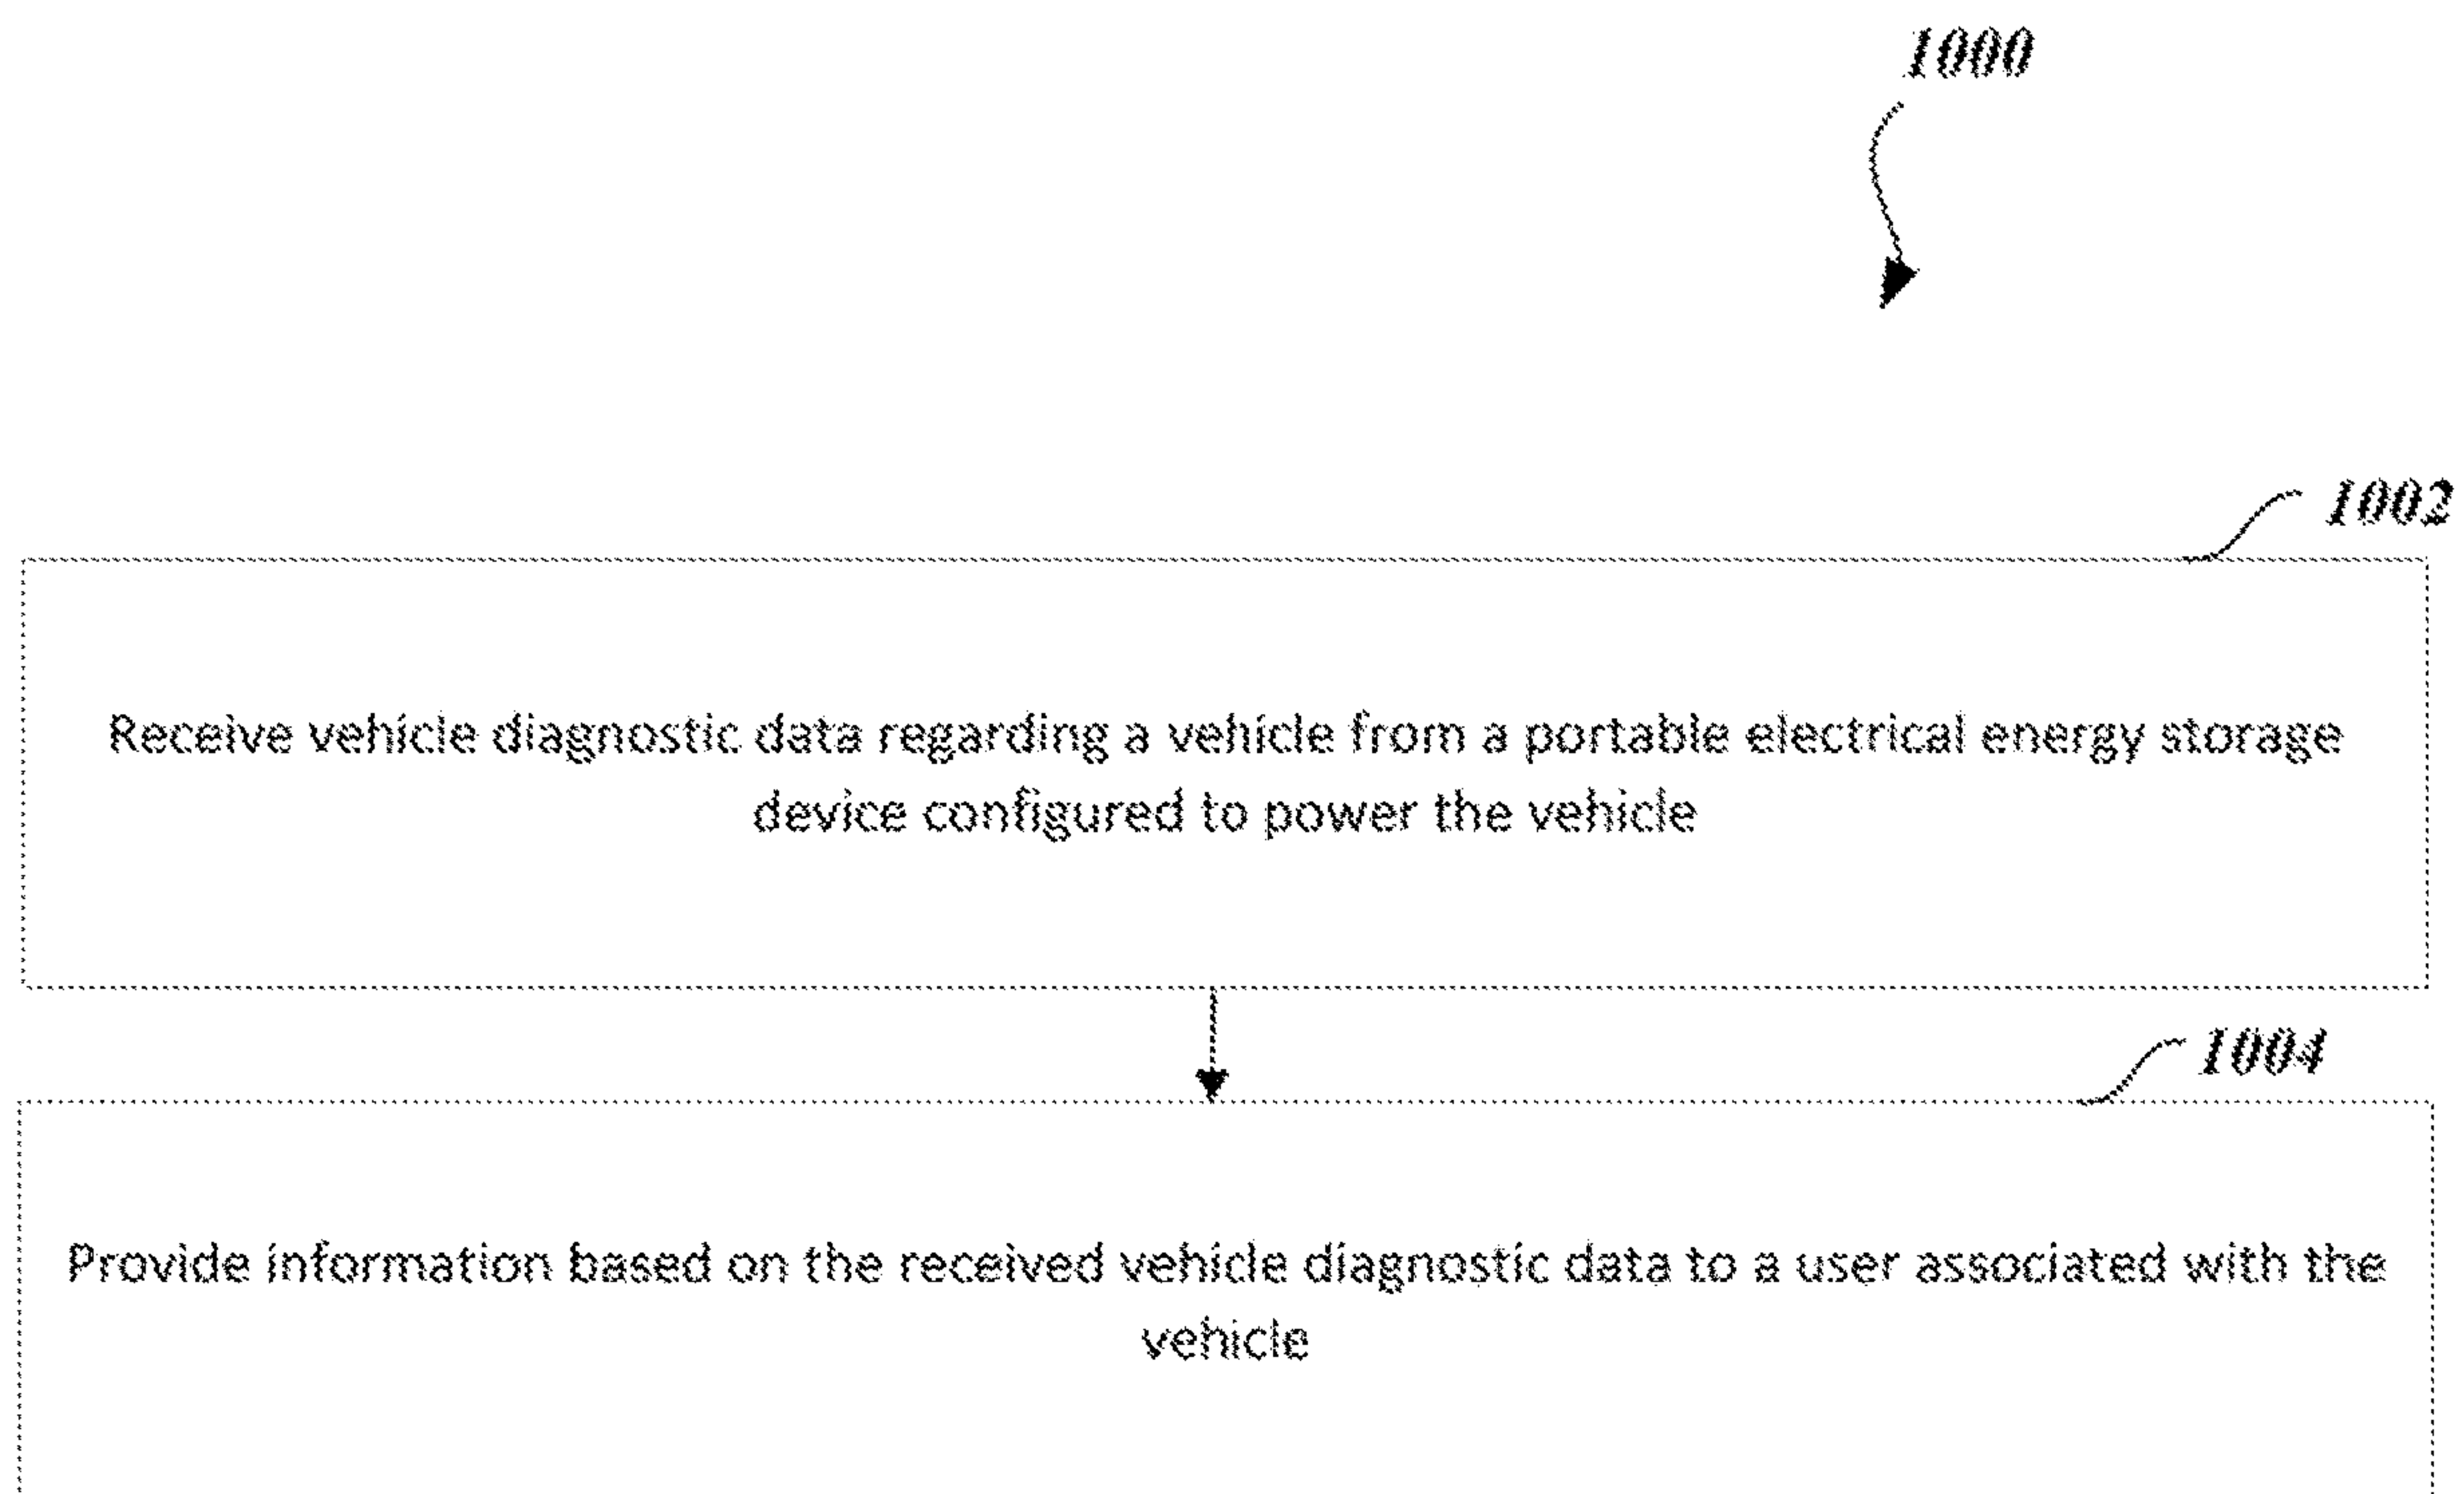 1000
1002
Receive vehicle diagnostic data regarding a vehicle from a portable electrical energy storage
device configured to power the vehicle
1004
Provide information based on the received vehicle diagnostic data to a user associated with the
vehicle